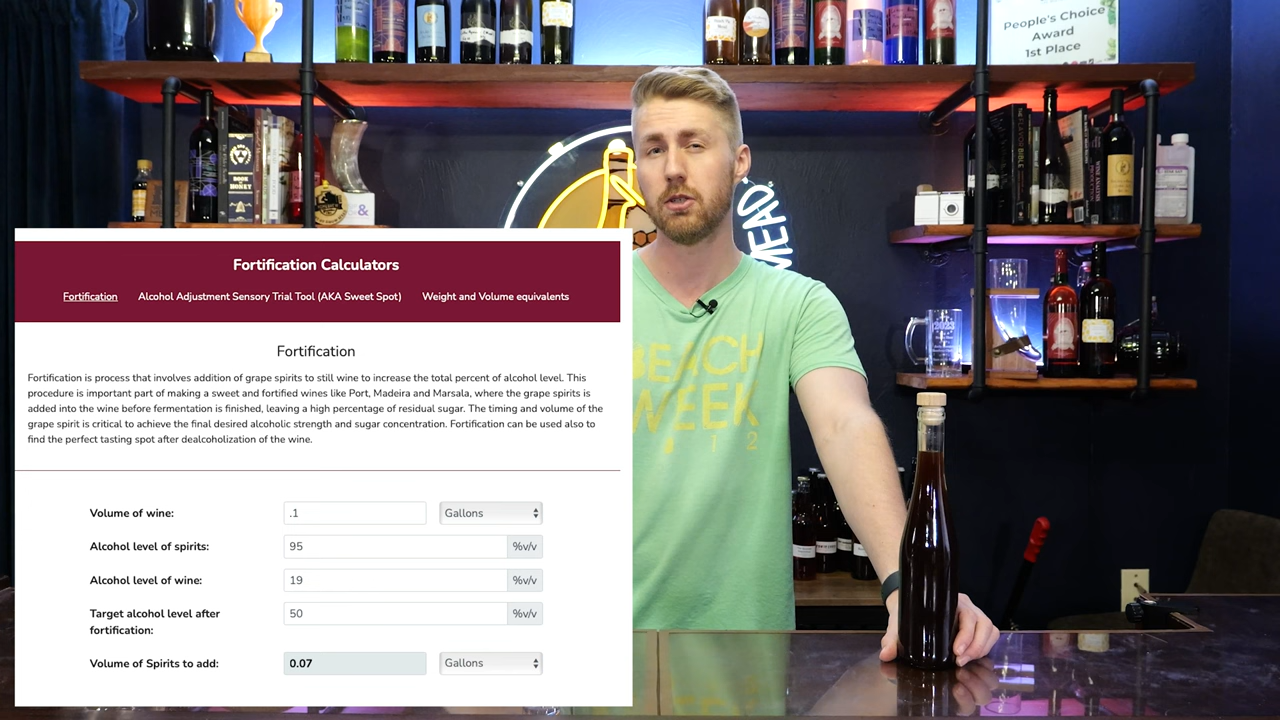 People's Choice
Award
1st Place
MEAD
2023
BEACH
WEEK
Fortification Calculators
Fortification Alcohol Adjustment Sensory Trial Tool (AKA Sweet Spot) Weight and Volume equivalents
Fortification
Fortification is process that involves addition of grape spirits to still wine to increase the total percent of alcohol level. This
procedure is important part of making a sweet and fortified wines like Port, Madeira and Marsala, where the grape spirits is
added into the wine before fermentation is finished, leaving a high percentage of residual sugar. The timing and volume of the
grape spirit is critical to achieve the final desired alcoholic strength and sugar concentration. Fortification can be used also to
find the perfect tasting spot after dealcoholization of the wine.
Volume of wine: .1 Gallons
Alcohol level of spirits: 95 %v/v
Alcohol level of wine: 19 %v/v
Target alcohol level after
fortification: 50 %v/v
Volume of Spirits to add: 0.07 Gallons